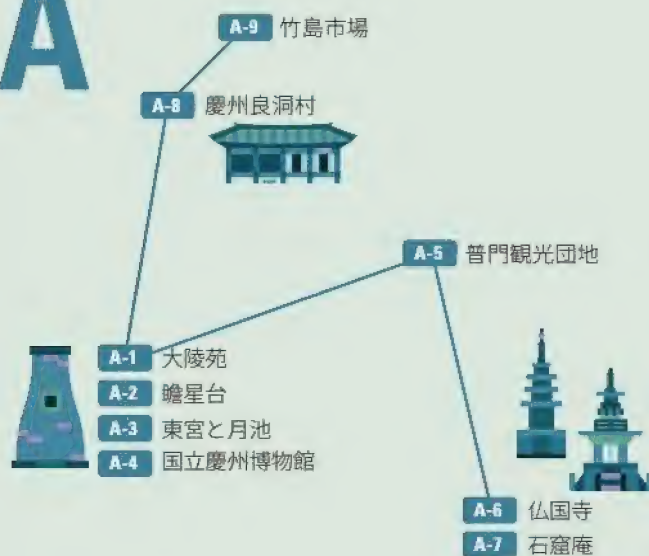 A
A-9 竹島市場
A-8 慶州良洞村
A-5 普門観光団地
A-1 大陵苑
A-2 瞻星台
A-3 東宮と月池
A-4 国立慶州博物館
A-6 仏国寺
A-7 石窟庵